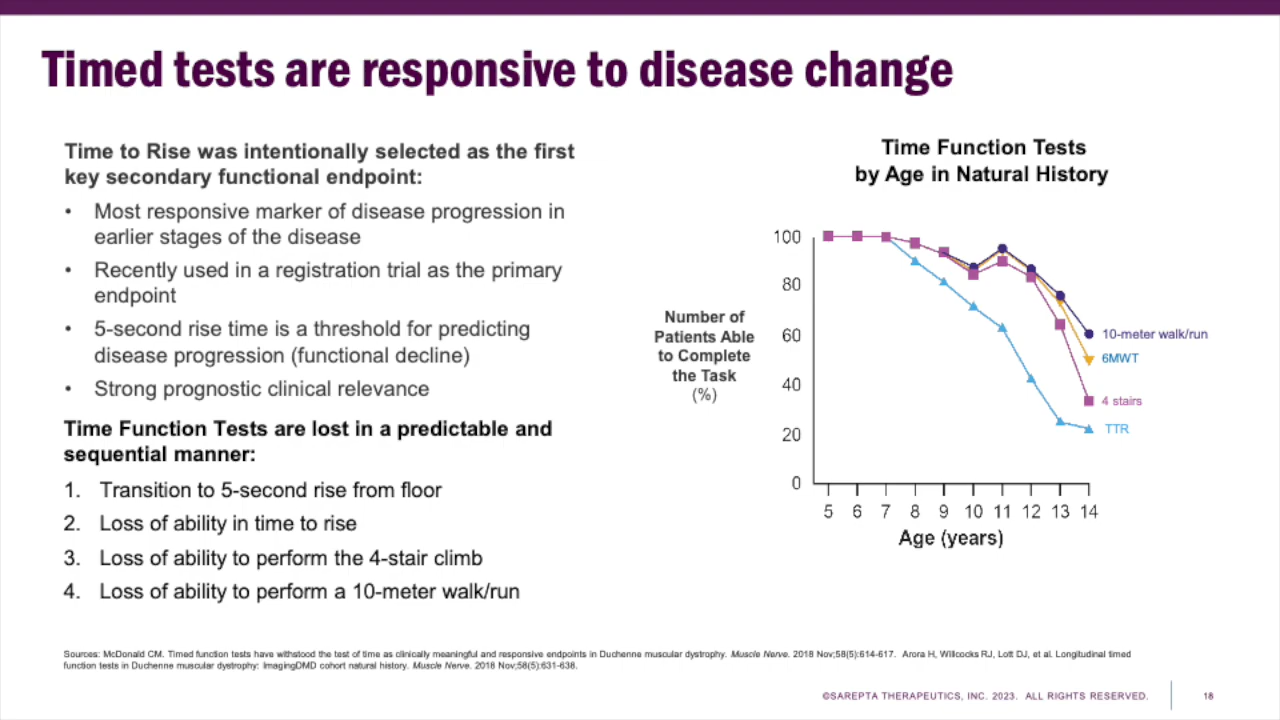 Timed tests are responsive to disease change
Time to Rise was intentionally selected as the first
key secondary functional endpoint:
• Most responsive marker of disease progression in
earlier stages of the disease
• Recently used in a registration trial as the primary
endpoint
• 5-second rise time is a threshold for predicting
disease progression (functional decline)
• Strong prognostic clinical relevance
Time Function Tests are lost in a predictable and
sequential manner:
1. Transition to 5-second rise from floor
2. Loss of ability in time to rise
3. Loss of ability to perform the 4-stair climb
4. Loss of ability to perform a 10-meter walk/run
Time Function Tests
by Age in Natural History
Number of
Patients Able
to Complete
the Task
(%)
100
80
60
40
20
0
10-meter walk/run
6MWT
4 stairs
TTR
5 6 7 8 9 10 11 12 13 14
Age (years)
Sources: McDonald CM. Timed function tests have withstood the test of time as clinically meaningful and responsive endpoints in Duchenne muscular dystrophy. Muscle Nerve. 2018 Nov;58(5):614-617. Arora H, Willcocks RJ, Lott DJ, et al. Longitudinal timed
function tests in Duchenne muscular dystrophy: ImagingDMD cohort natural history. Muscle Nerve. 2018 Nov;58(5):631-638.
©SAREPTA THERAPEUTICS, INC. 2023. ALL RIGHTS RESERVED. 18